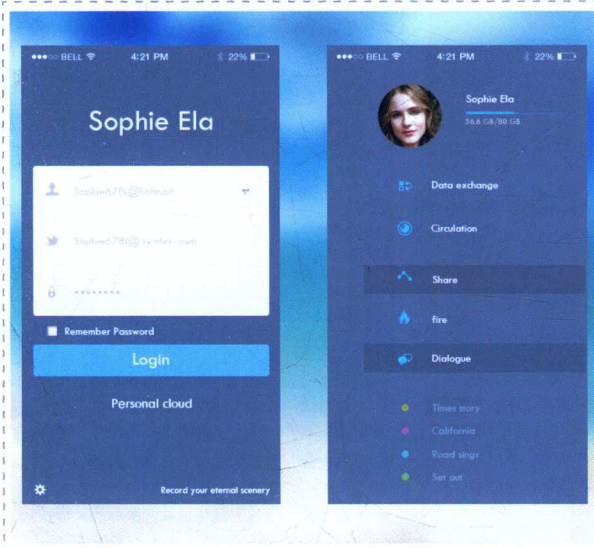 BELL 4:21 PM 22%
Sophie Ela
Remember Password
Login
Personal cloud
Record your eternal scenery
BELL 4:21 PM 22%
Sophie Ela
56.6 GB/80 GB
Data exchange
Circulation
Share
fire
Dialogue
Times story
California
Road sings
Set out